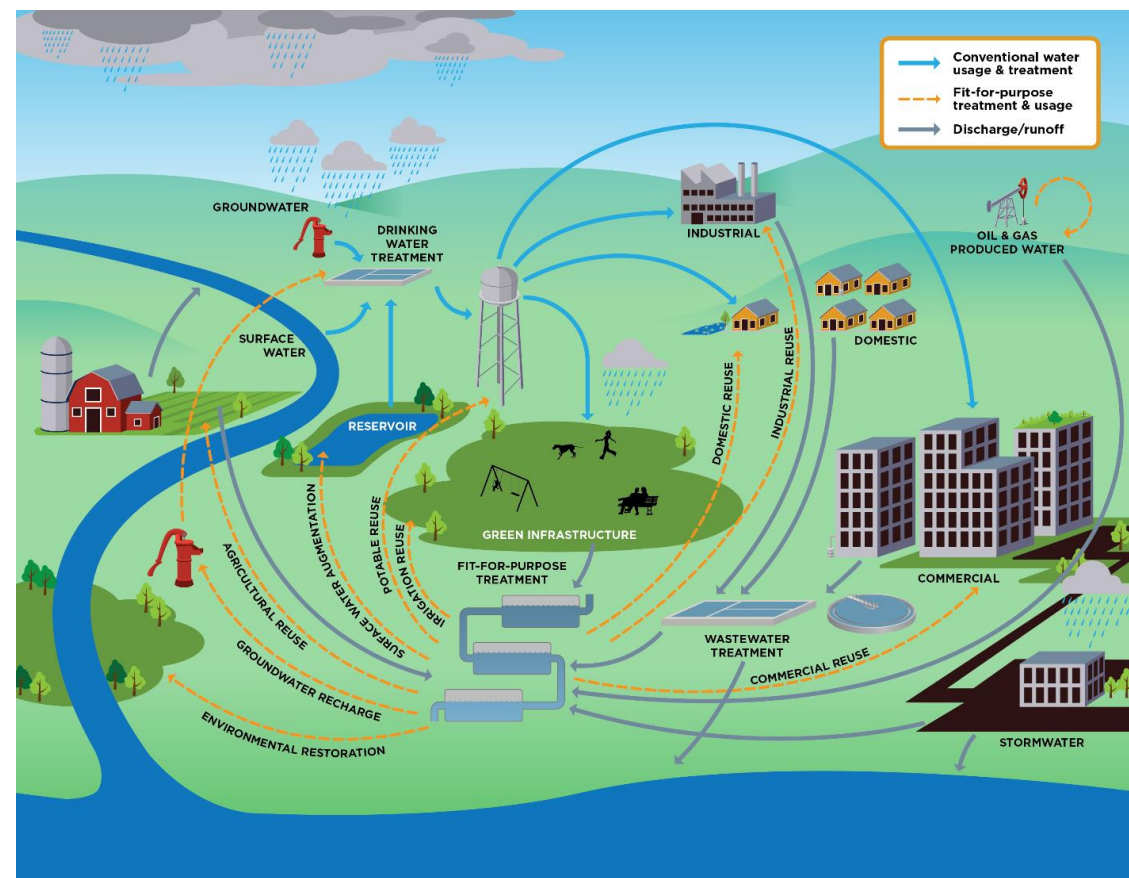 Conventional water
usage & treatment
Fit-for-purpose
treatment & usage
Discharge/runoff
GROUNDWATER
DRINKING
WATER
TREATMENT
INDUSTRIAL
OIL & GAS
PRODUCED WATER
SURFACE
WATER
DOMESTIC
RESERVOIR
DOMESTIC REUSE
INDUSTRIAL REUSE
GREEN INFRASTRUCTURE
FIT-FOR-PURPOSE
TREATMENT
COMMERCIAL
AGRICULTURAL REUSE
SURFACE WATER AUGMENTATION
POTABLE REUSE
IRRIGATION REUSE
WASTEWATER
TREATMENT
COMMERCIAL REUSE
GROUNDWATER RECHARGE
ENVIRONMENTAL RESTORATION
STORMWATER